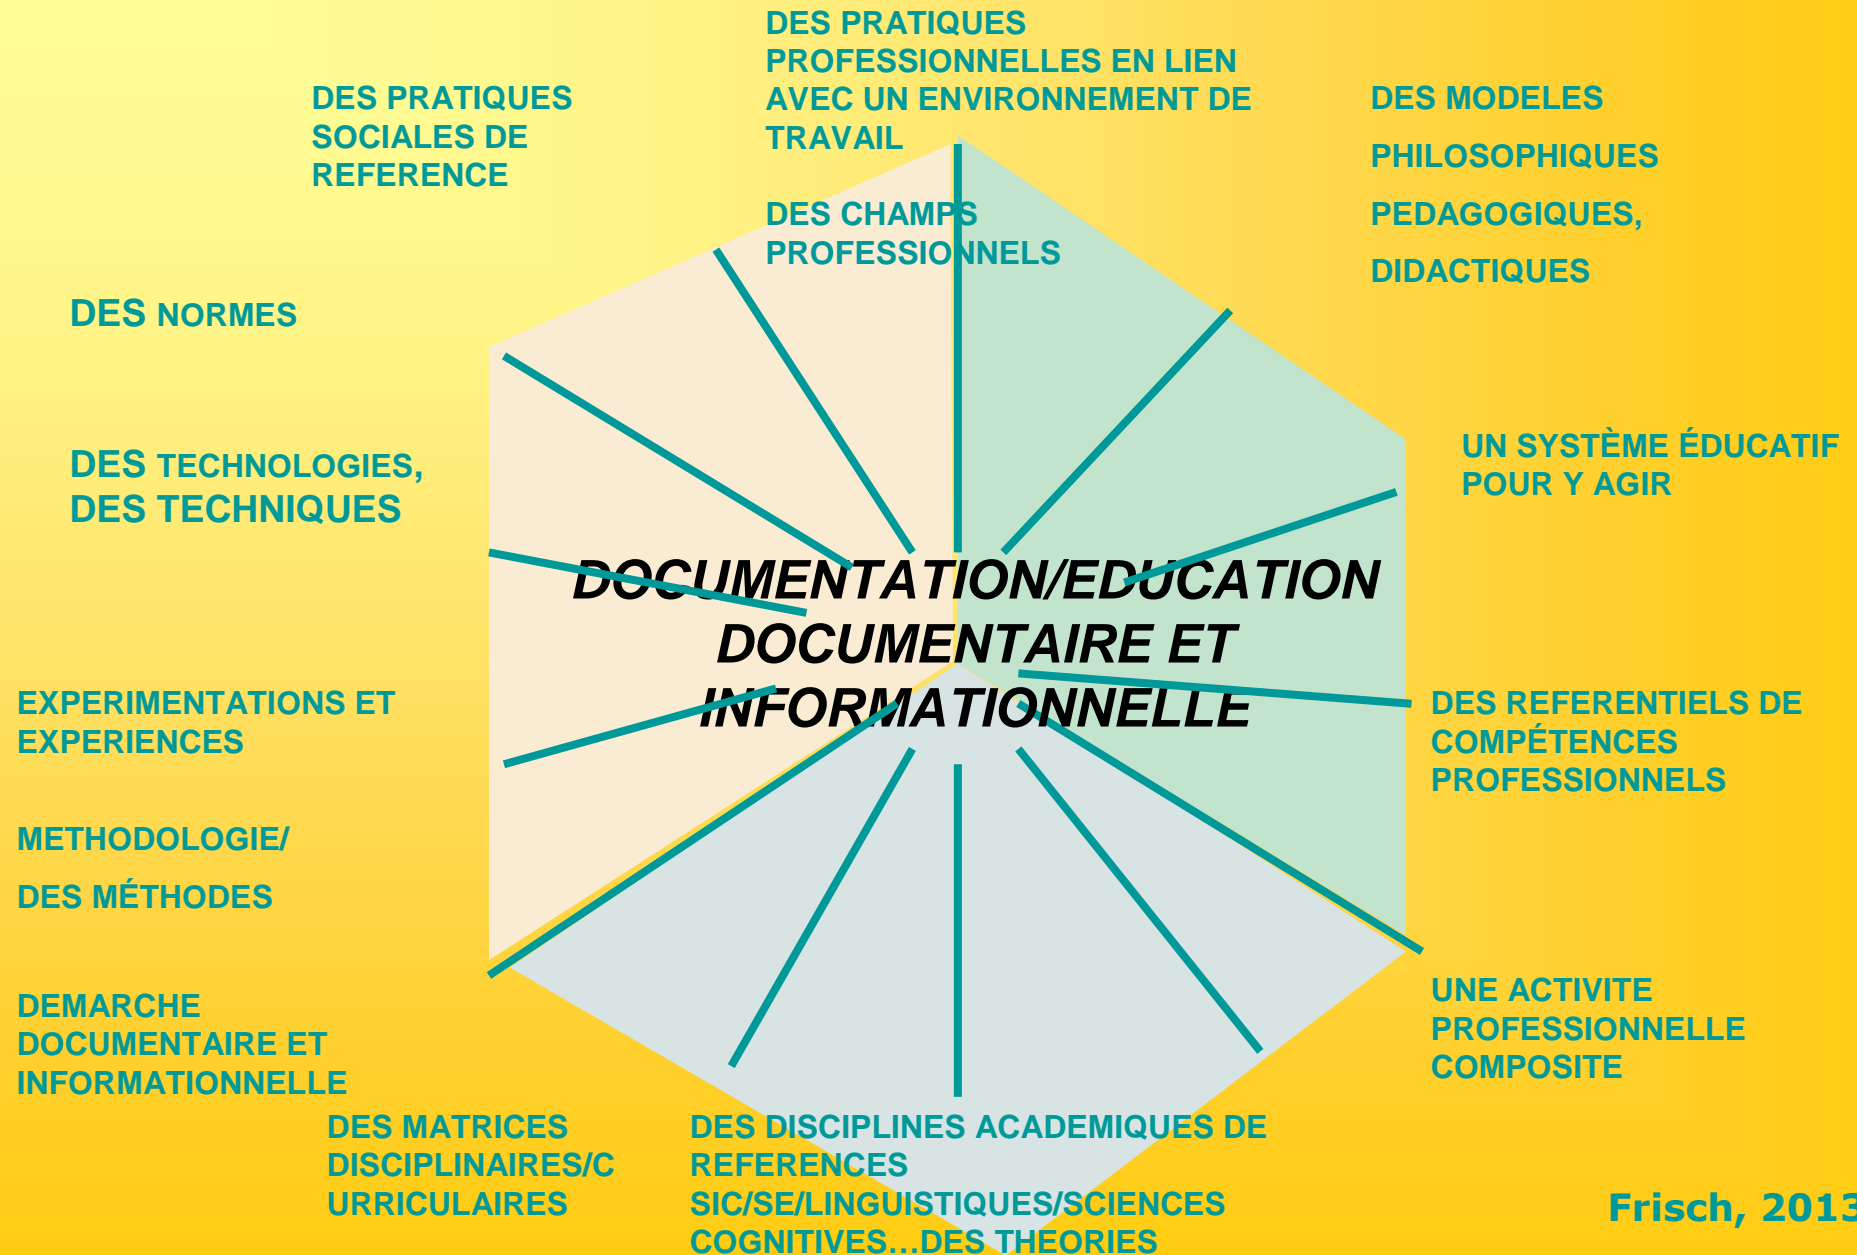 DES PRATIQUES
PROFESSIONNELLES EN LIEN
AVEC UN ENVIRONNEMENT DE
TRAVAIL
DES CHAMPS
PROFESSIONNELS
DES PRATIQUES
SOCIALES DE
REFERENCE
DES MODELES
PHILOSOPHIQUES
PEDAGOGIQUES,
DIDACTIQUES
DES NORMES
DES TECHNOLOGIES,
DES TECHNIQUES
UN SYSTÈME ÉDUCATIF
POUR Y AGIR
DOCUMENTATION/EDUCATION
DOCUMENTAIRE ET
INFORMATIONNELLE
EXPERIMENTATIONS ET
EXPERIENCES
DES REFERENTIELS DE
COMPÉTENCES
PROFESSIONNELS
METHODOLOGIE/
DES MÉTHODES
DEMARCHE
DOCUMENTAIRE ET
INFORMATIONNELLE
UNE ACTIVITE
PROFESSIONNELLE
COMPOSITE
DES MATRICES
DISCIPLINAIRES/C
URRICULAIRES
DES DISCIPLINES ACADEMIQUES DE
REFERENCES
SIC/SE/LINGUISTIQUES/SCIENCES
COGNITIVES...DES THEORIES
Frisch, 2013